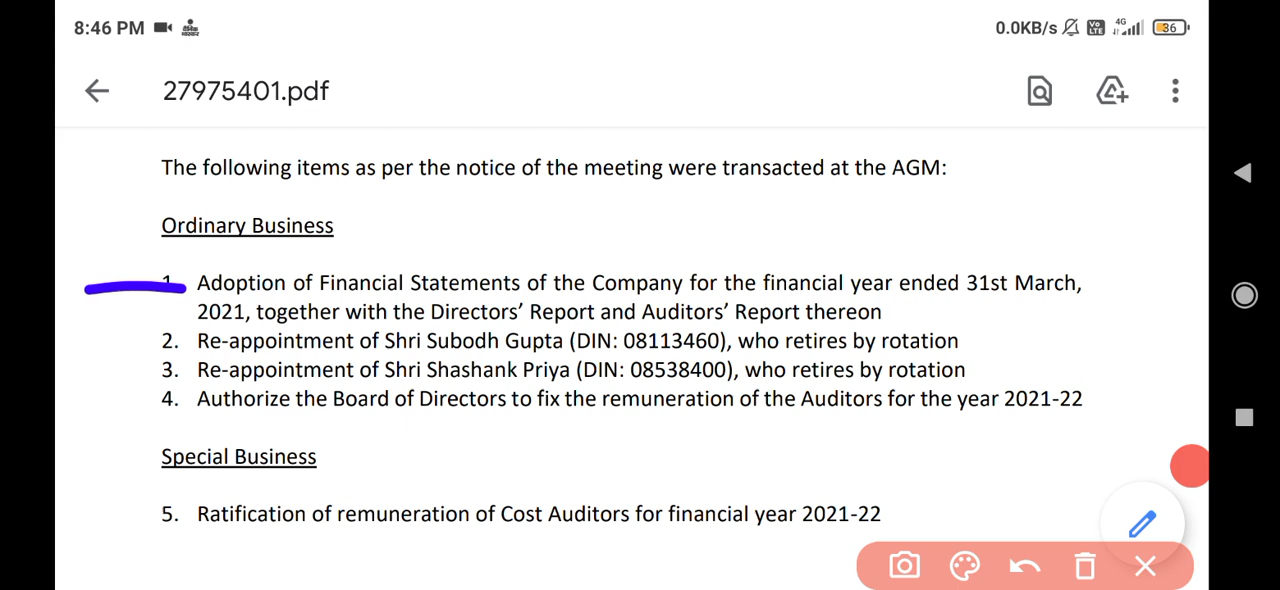 8:46 PM
0.0KB/s
Vo LTE
4G
36
27975401.pdf
The following items as per the notice of the meeting were transacted at the AGM:
Ordinary Business
1. Adoption of Financial Statements of the Company for the financial year ended 31st March,
2021, together with the Directors’ Report and Auditors’ Report thereon
2. Re-appointment of Shri Subodh Gupta (DIN: 08113460), who retires by rotation
3. Re-appointment of Shri Shashank Priya (DIN: 08538400), who retires by rotation
4. Authorize the Board of Directors to fix the remuneration of the Auditors for the year 2021-22
Special Business
5. Ratification of remuneration of Cost Auditors for financial year 2021-22